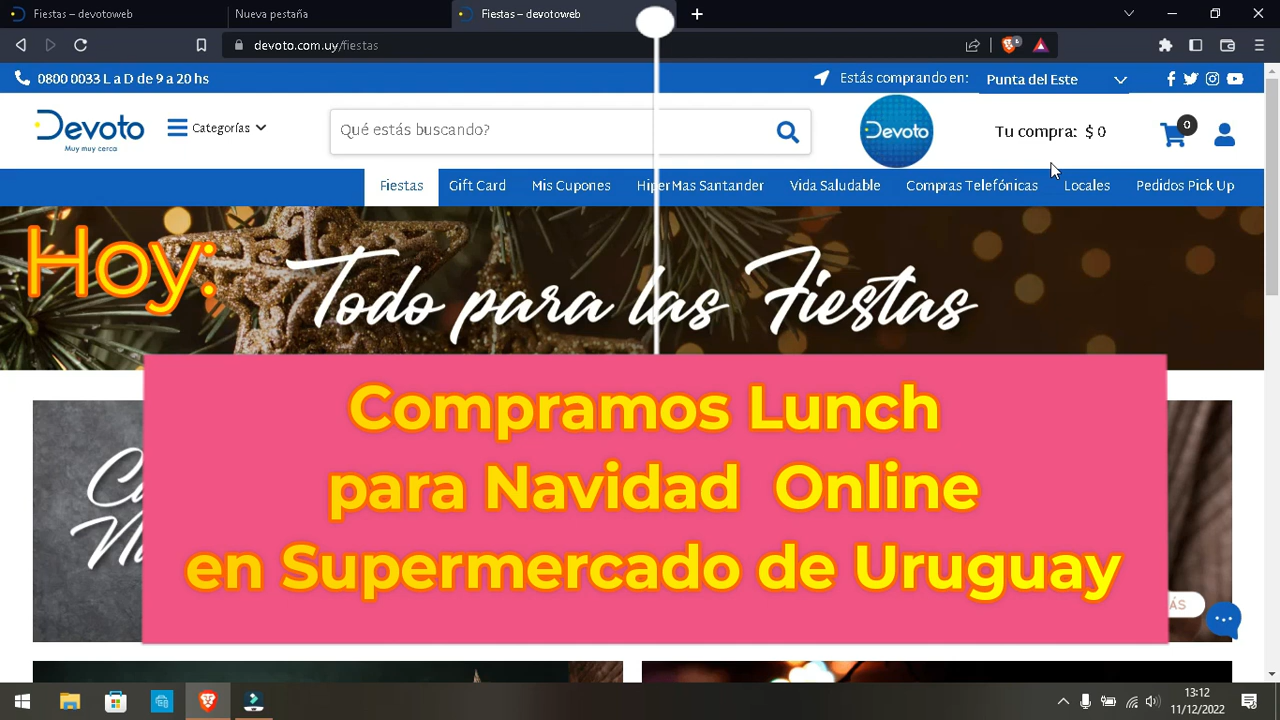 Fiestas – devotoweb
Nueva pestaña
Fiestas – devotoweb
devoto.com.uy/fiestas
6
0800 0033 L a D de 9 a 20 hs
Estás comprando en:
Punta del Este
Devoto
Muy muy cerca
Categorías
Qué estás buscando?
Devoto
Tu compra: $ 0
0
Fiestas
Gift Card
Mis Cupones
HiperMas Santander
Vida Saludable
Compras Telefónicas
Locales
Pedidos Pick Up
Hoy:
Todo para las Fiestas
Compramos Lunch
para Navidad Online
en Supermercado de Uruguay
13:12
11/12/2022